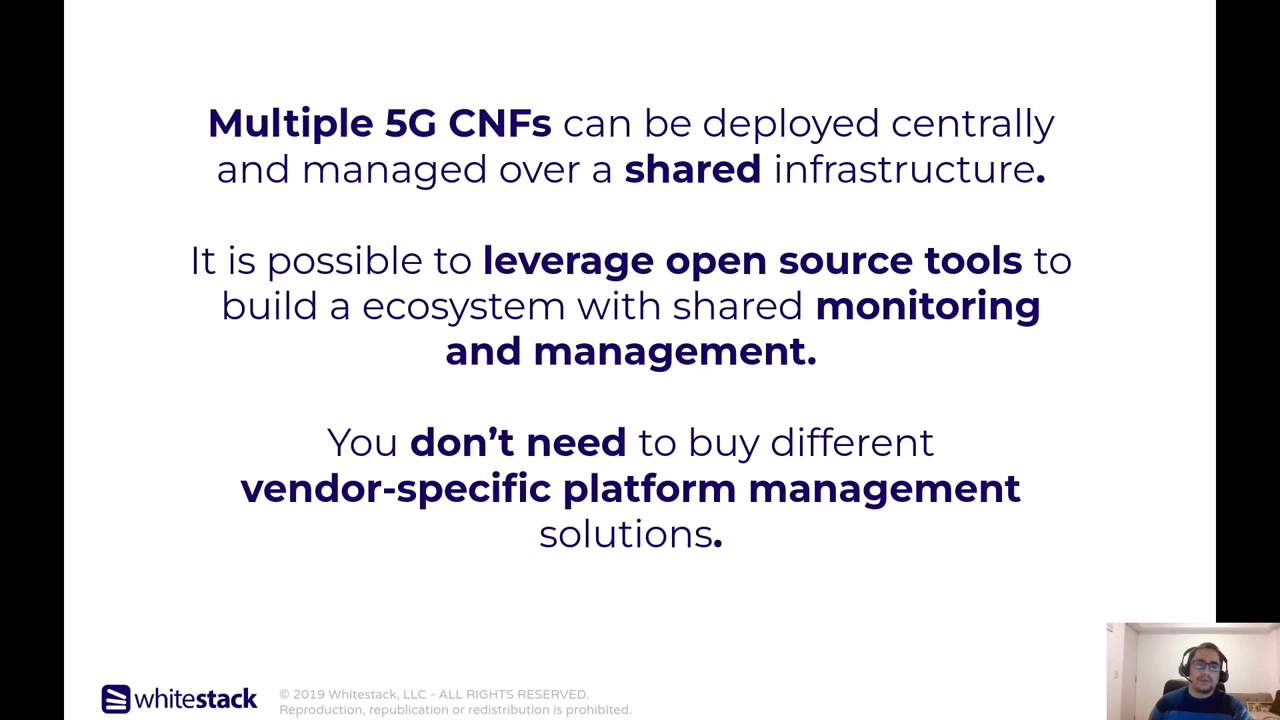 Multiple 5G CNFs can be deployed centrally
and managed over a shared infrastructure.
It is possible to leverage open source tools to
build a ecosystem with shared monitoring
and management.
You don’t need to buy different
vendor-specific platform management
solutions.
whitestack
© 2019 Whitestack, LLC - ALL RIGHTS RESERVED.
Reproduction, republication or redistribution is prohibited.